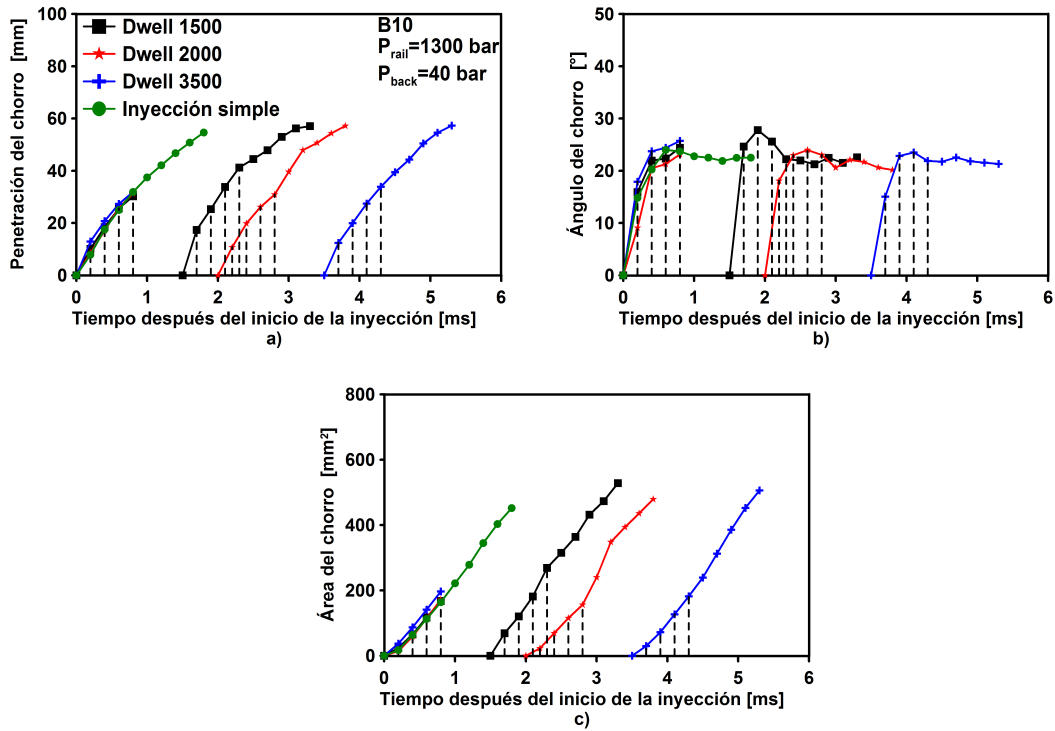 100
80
60
40
20
0
Penetración del chorro [mm]
Dwell 1500
Dwell 2000
Dwell 3500
Inyección simple
B10
Prail=1300 bar
Pback=40 bar
0 1 2 3 4 5 6
Tiempo después del inicio de la inyección [ms]
a)
50
40
30
20
10
0
Ángulo del chorro [°]
0 1 2 3 4 5 6
Tiempo después del inicio de la inyección [ms]
b)
800
600
400
200
0
Área del chorro [mm²]
0 1 2 3 4 5 6
Tiempo después del inicio de la inyección [ms]
c)